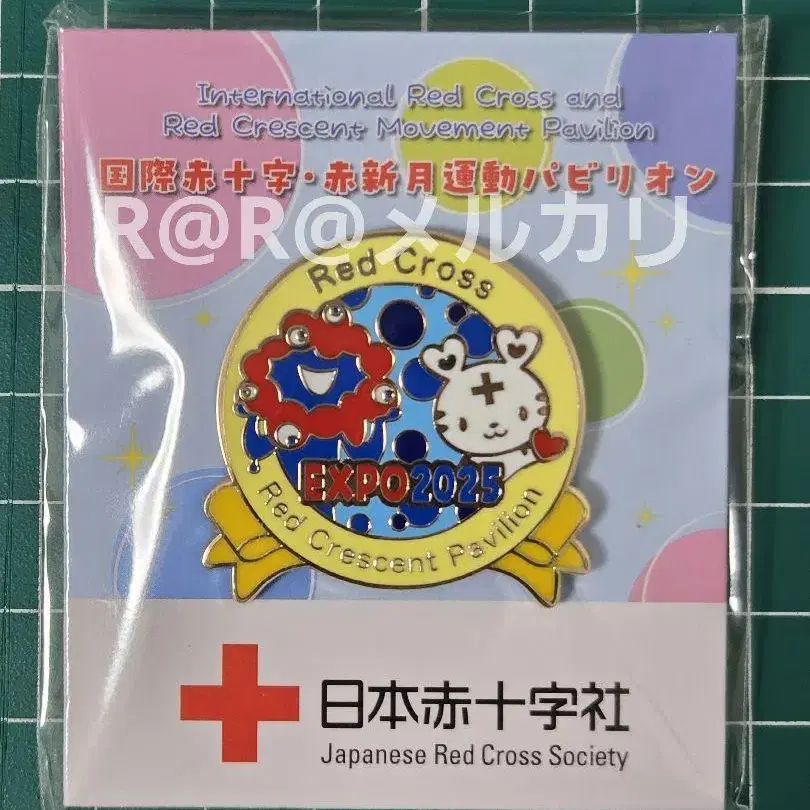 International Red Cross and
Red Crescent Movement Pavilion
国際赤十字・赤新月運動パビリオン
R@R@メルカリ
Red Cross
EXPO2025
Red Crescent Pavilion
日本赤十字社
Japanese Red Cross Society